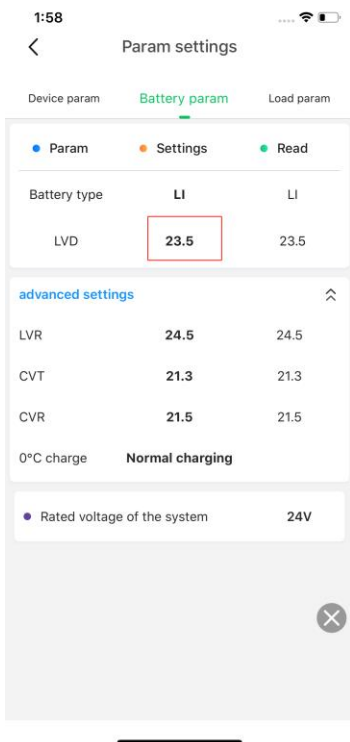 1:58
Param settings
Device param Battery param Load param
Param Settings Read
Battery type LI LI
LVD 23.5 23.5
advanced settings
LVR 24.5 24.5
CVT 21.3 21.3
CVR 21.5 21.5
0°C charge Normal charging
Rated voltage of the system 24V